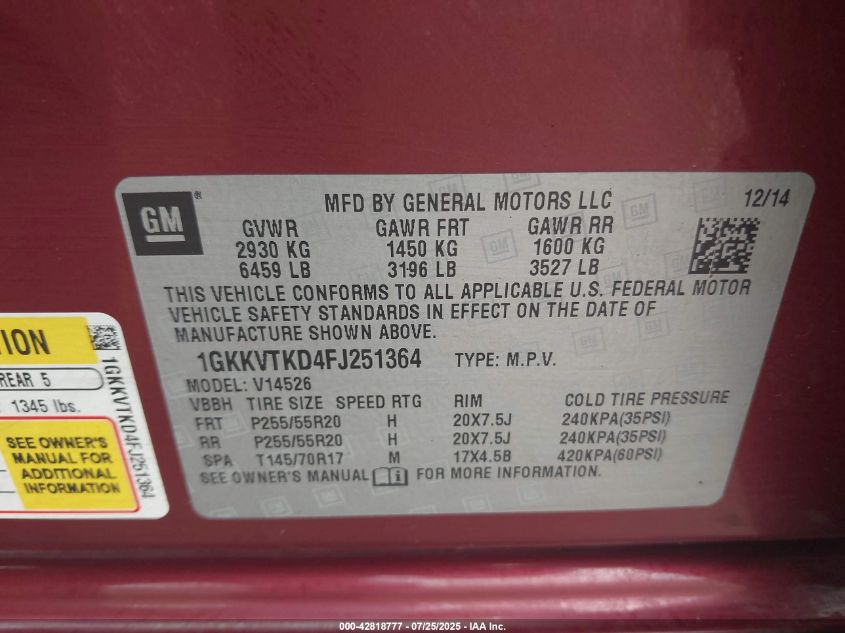 GM®
MFD BY GENERAL MOTORS LLC 12/14
GVWR GAWR FRT GAWR RR
2930 KG 1450 KG 1600 KG
6459 LB 3196 LB 3527 LB
THIS VEHICLE CONFORMS TO ALL APPLICABLE U.S. FEDERAL MOTOR
VEHICLE SAFETY STANDARDS IN EFFECT ON THE DATE OF
MANUFACTURE SHOWN ABOVE.
1GKKVTKD4FJ251364 TYPE: M.P.V.
MODEL: V14526
VBBH TIRE SIZE SPEED RTG RIM COLD TIRE PRESSURE
FRT P255/55R20 H 20X7.5J 240KPA(35PSI)
RR P255/55R20 H 20X7.5J 240KPA(35PSI)
SPA T145/70R17 M 17X4.5B 420KPA(60PSI)
SEE OWNER'S MANUAL FOR MORE INFORMATION.
REAR 5
1345 lbs.
SEE OWNER'S
MANUAL FOR
ADDITIONAL
INFORMATION
1GKKVTKD4FJ251364
000-42818777 - 07/25/2025 - IAA Inc.